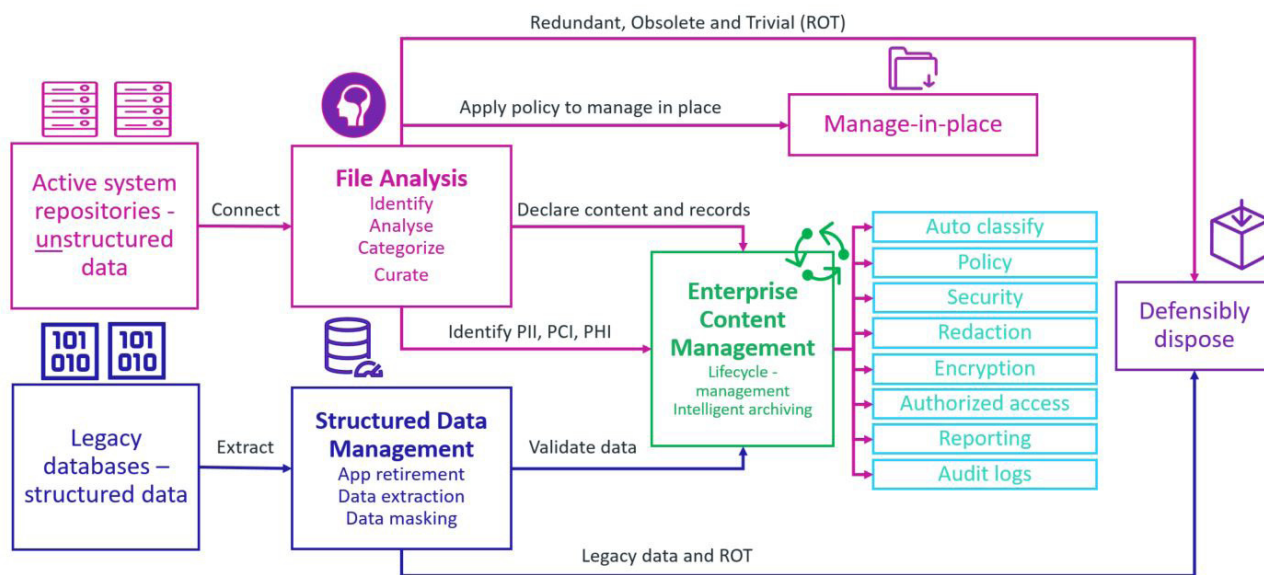 Redundant, Obsolete and Trivial (ROT)
Apply policy to manage in place
Manage-in-place
Active system
repositories -
unstructured
data
Connect
File Analysis
Identify
Analyse
Categorize
Curate
Declare content and records
Identify PII, PCI, PHI
Enterprise
Content
Management
Lifecycle -
management
Intelligent archiving
Auto classify
Policy
Security
Redaction
Encryption
Authorized access
Reporting
Audit logs
Defensibly
dispose
101
010
101
010
Legacy
databases –
structured data
Extract
Structured Data
Management
App retirement
Data extraction
Data masking
Validate data
Legacy data and ROT